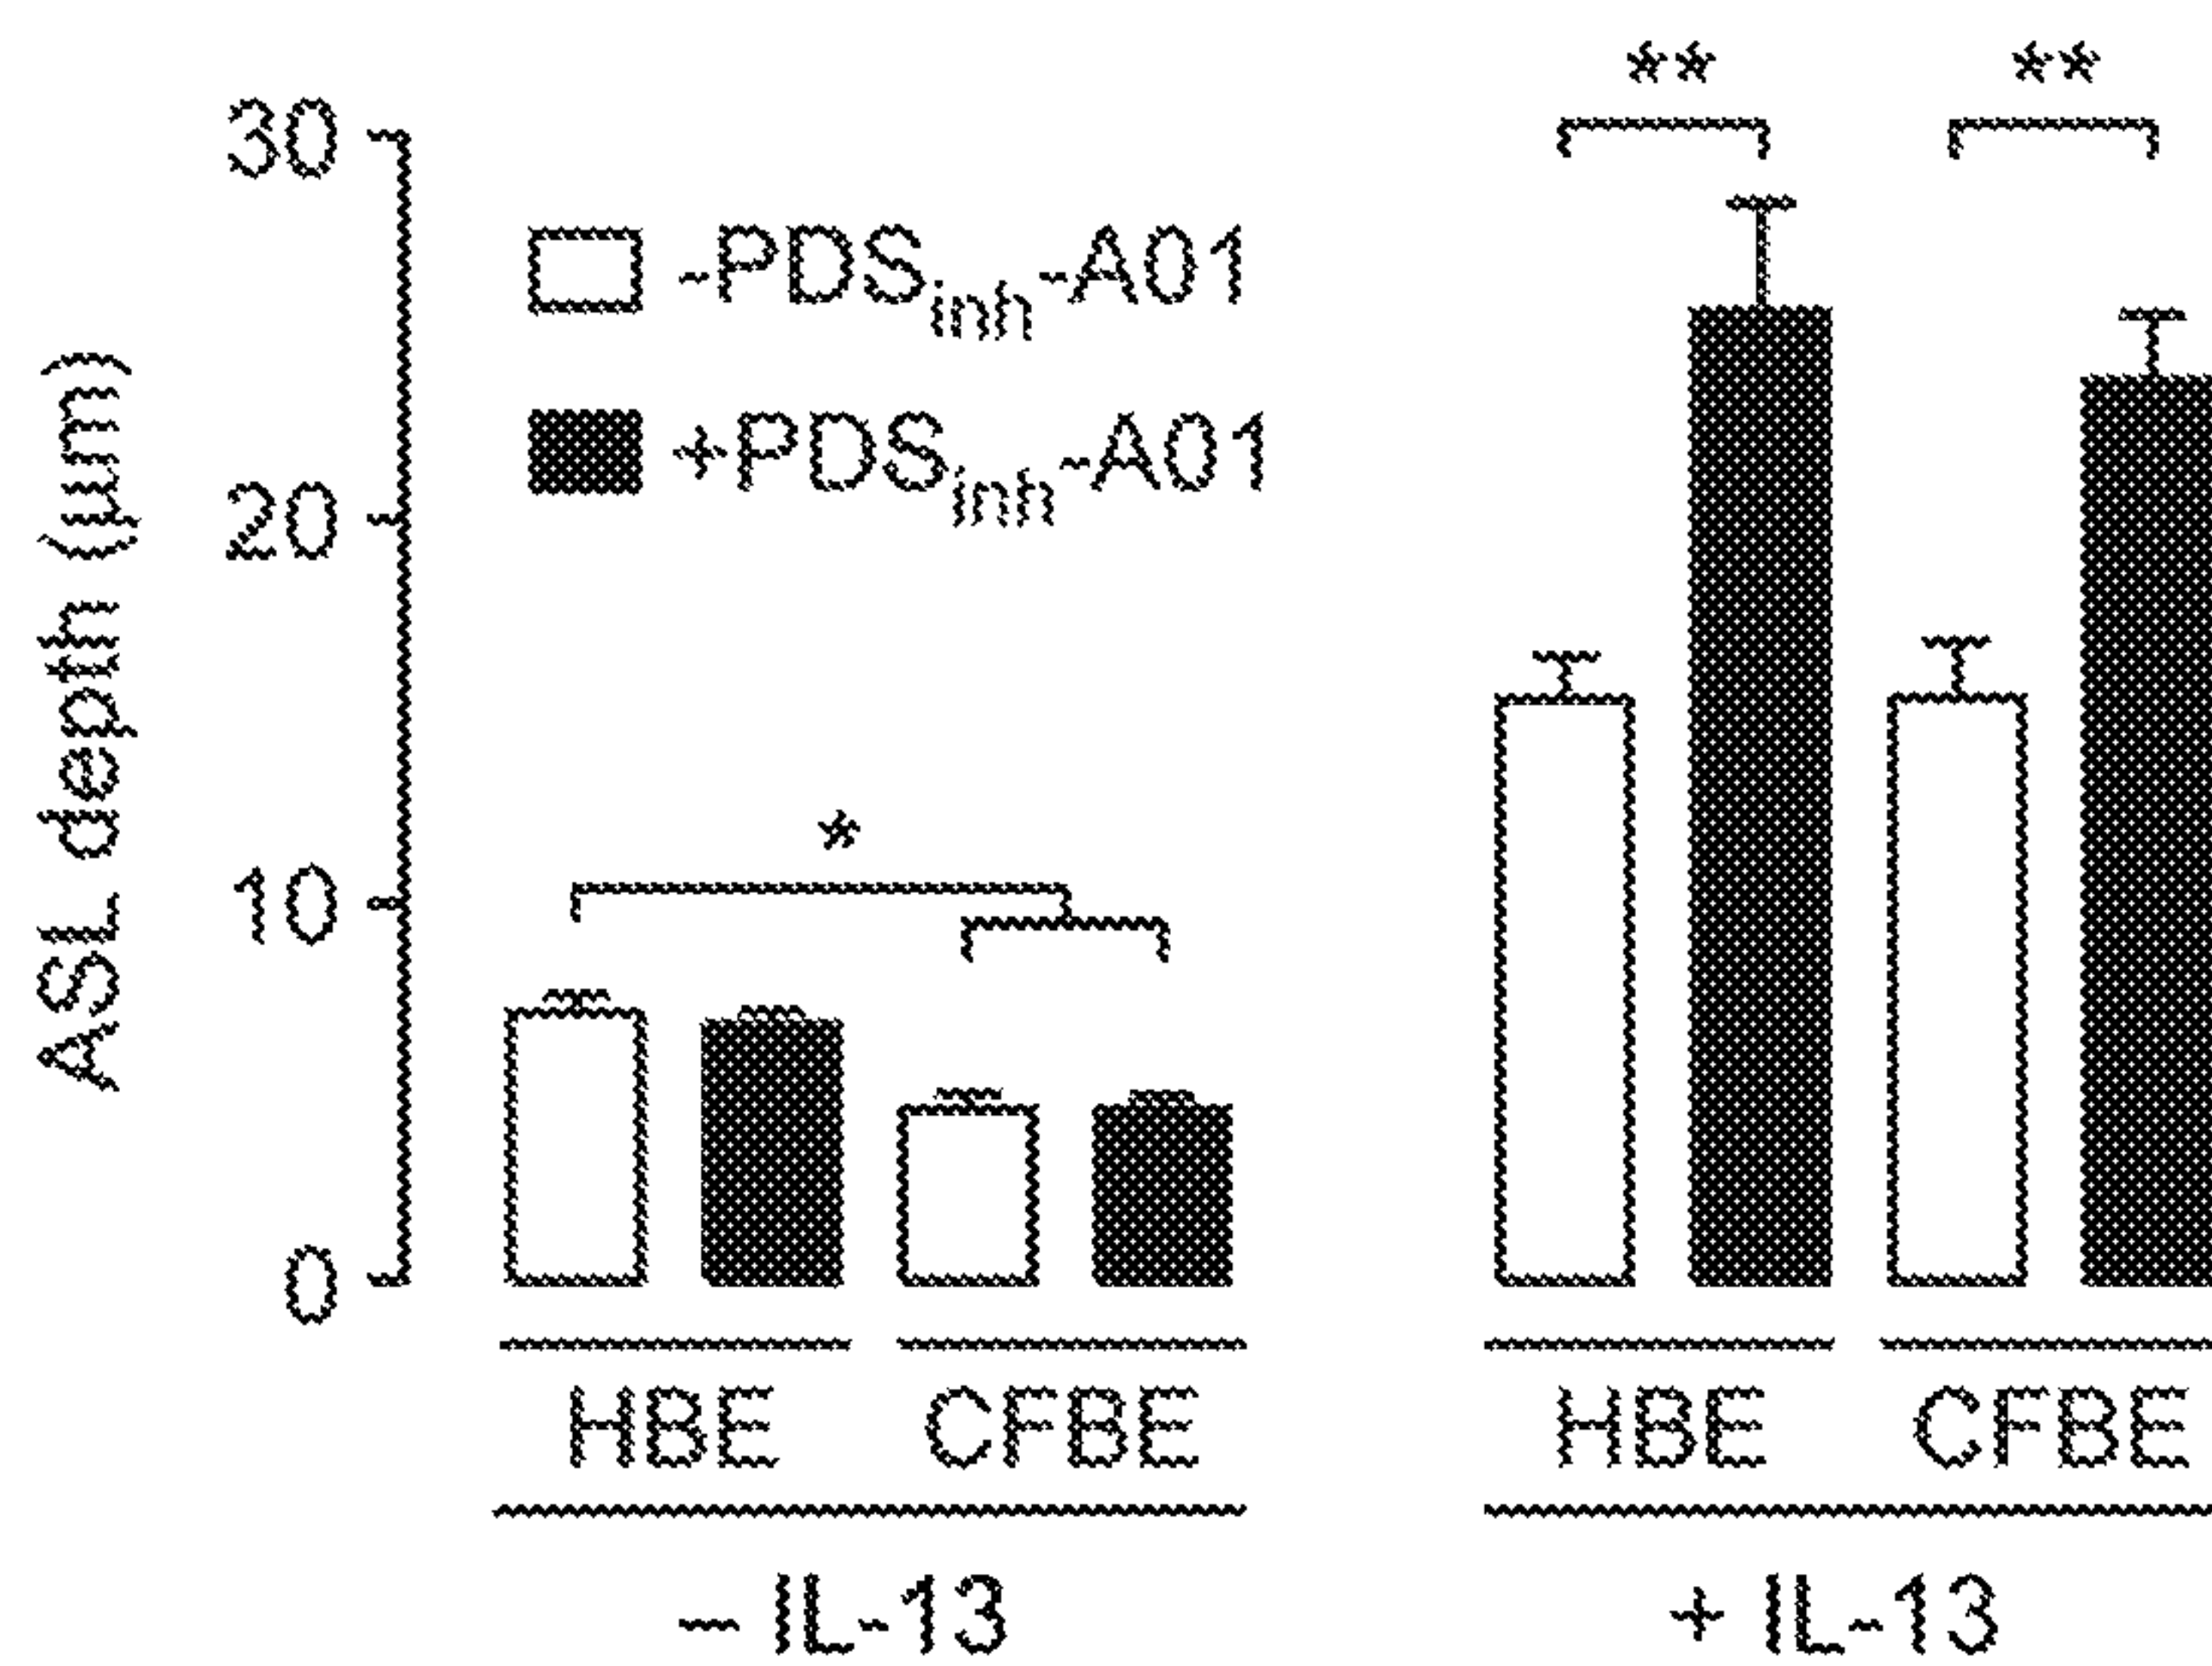 ASL depth (µm)
30
20
10
0
-PDSinh-A01
+PDSinh-A01
*
**
**
HBE
CFBE
HBE
CFBE
– IL-13
+ IL-13